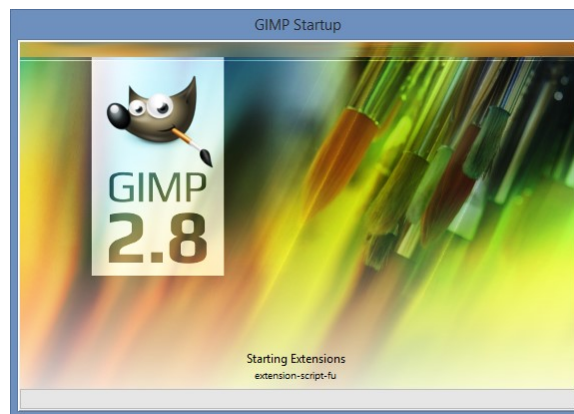 GIMP Startup
GIMP
2.8
Starting Extensions
extension-script-fu